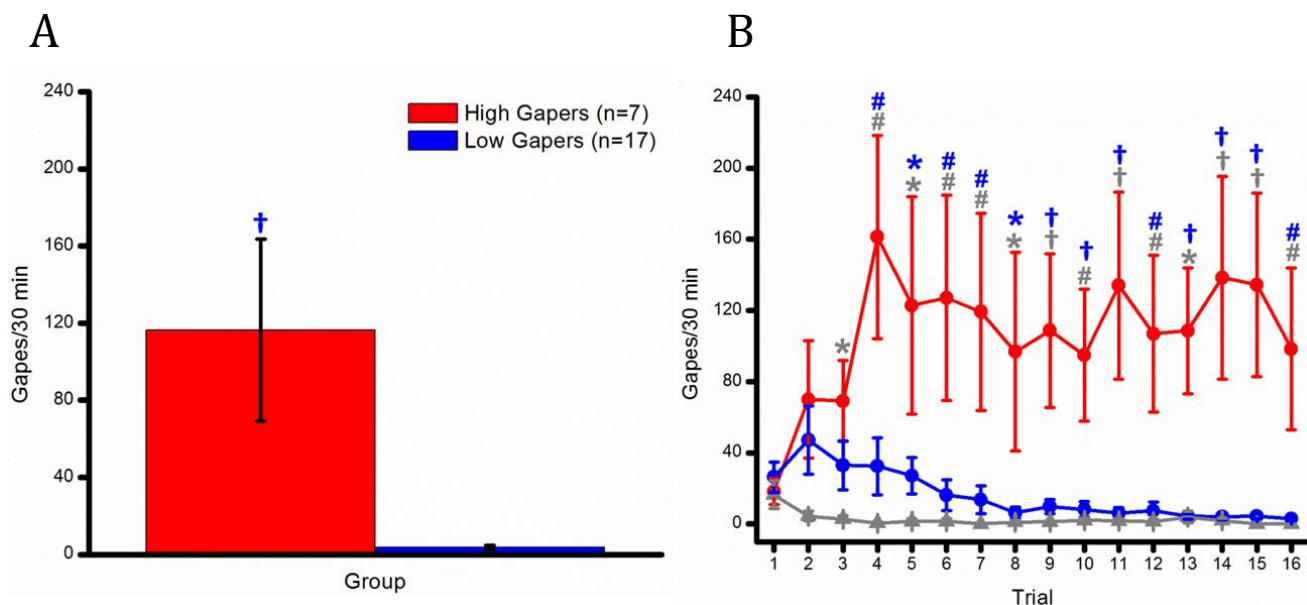 A
B
240
200
160
120
80
40
0
Gapes/30 min
High Gapers (n=7)
Low Gapers (n=17)
†
Group
240
200
160
120
80
40
0
Gapes/30 min
# * # # * † † † # † † † #
* # * # # * † # † # * † † #
1 2 3 4 5 6 7 8 9 10 11 12 13 14 15 16
Trial